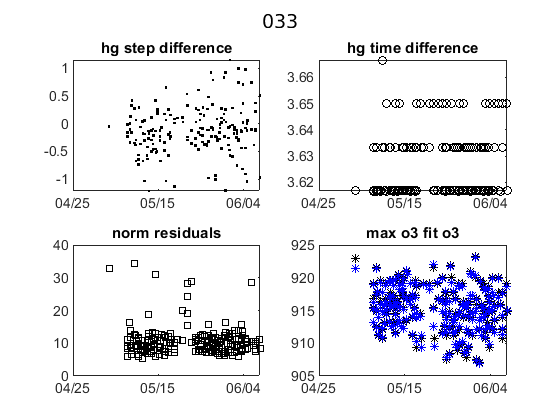 033
hg step difference
1
0.5
0
-0.5
-1
04/25 05/15 06/04
hg time difference
3.66
3.65
3.64
3.63
3.62
04/25 05/15 06/04
norm residuals
40
30
20
10
0
04/25 05/15 06/04
max o3 fit o3
925
920
915
910
905
04/25 05/15 06/04